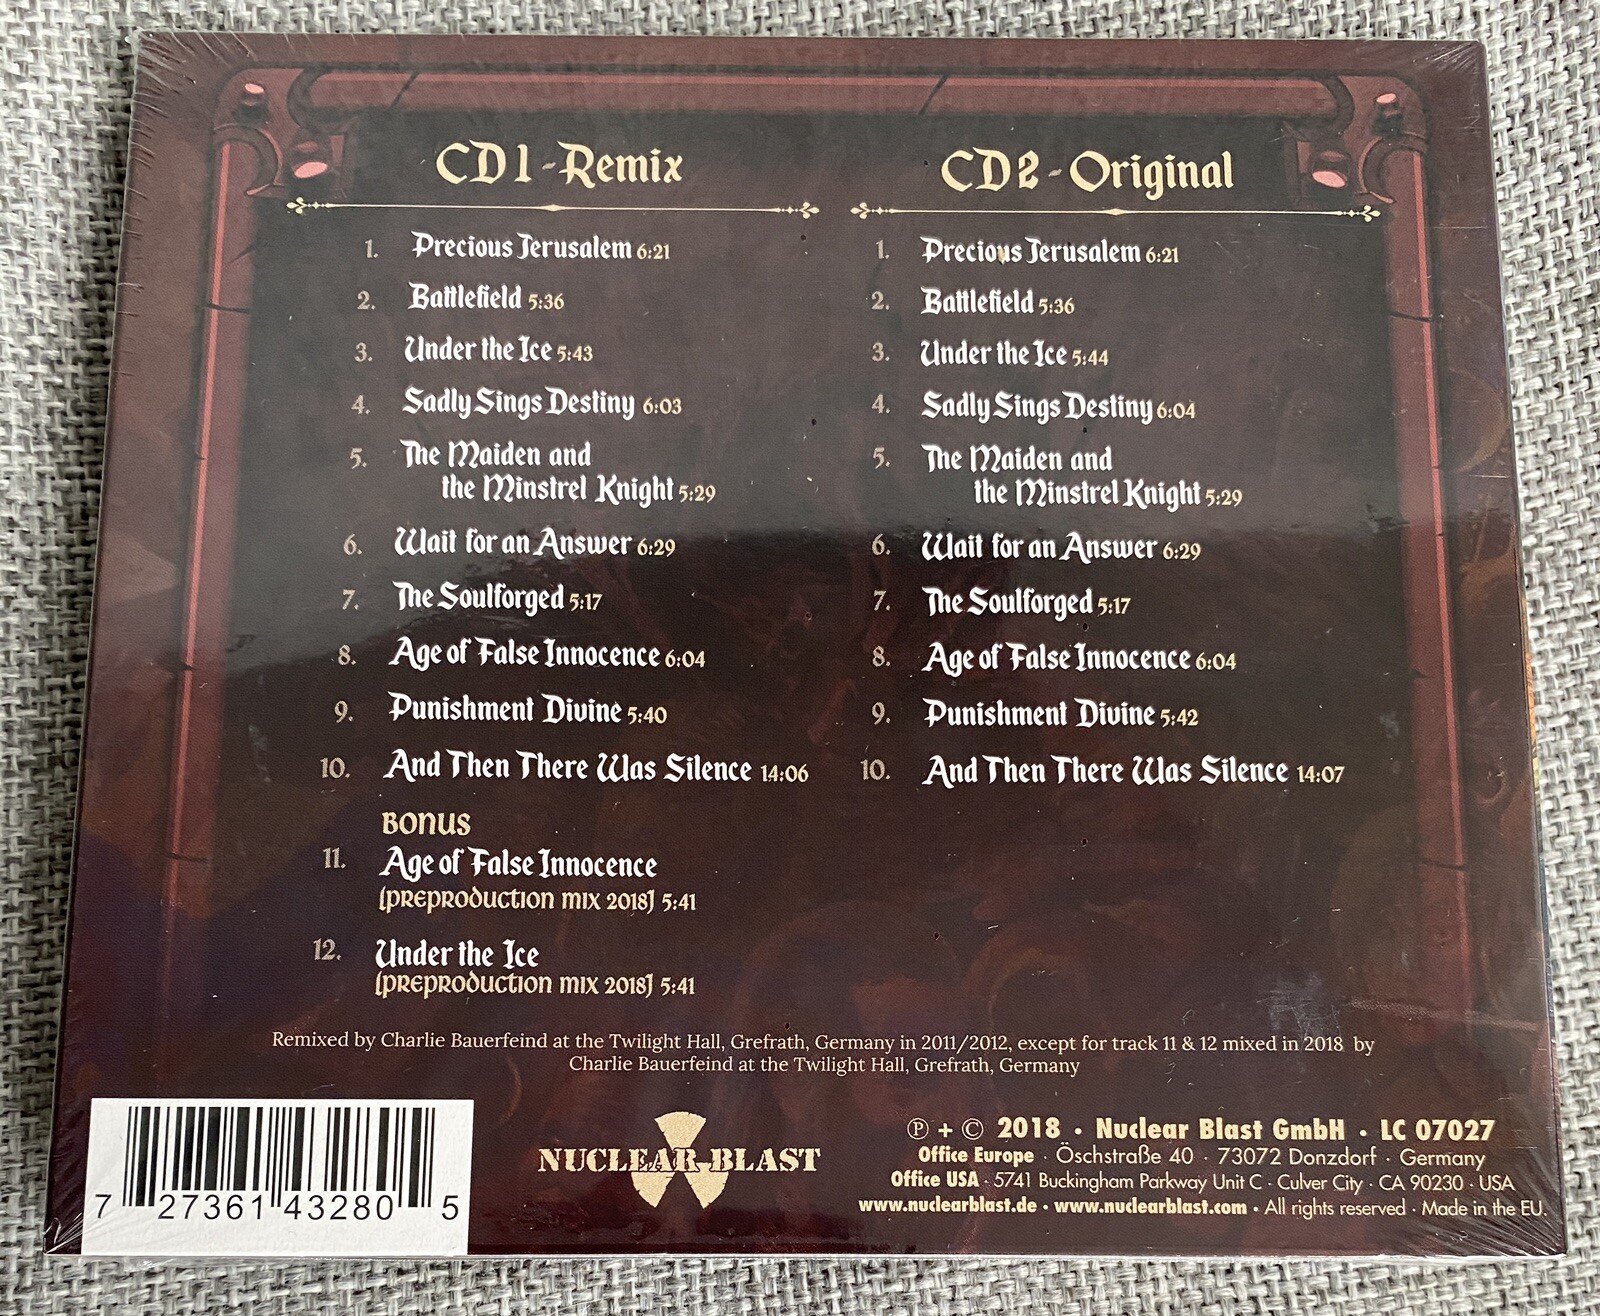 CD1-Remix
1. Precious Jerusalem 6:21
2. Battlefield 5:36
3. Under the Ice 5:43
4. Sadly Sings Destiny 6:03
5. The Maiden and
the Minstrel Knight 5:29
6. Wait for an Answer 6:29
7. The Soulforged 5:17
8. Age of False Innocence 6:04
9. Punishment Divine 5:40
10. And Then There Was Silence 14:06
BONUS
11. Age of False Innocence
(preproduction mix 2018) 5:41
12. Under the Ice
(preproduction mix 2018) 5:41
CD2-Original
1. Precious Jerusalem 6:21
2. Battlefield 5:36
3. Under the Ice 5:44
4. Sadly Sings Destiny 6:04
5. The Maiden and
the Minstrel Knight 5:29
6. Wait for an Answer 6:29
7. The Soulforged 5:17
8. Age of False Innocence 6:04
9. Punishment Divine 5:42
10. And Then There Was Silence 14:07
Remixed by Charlie Bauerfeind at the Twilight Hall, Grefrath, Germany in 2011/2012, except for track 11 & 12 mixed in 2018 by
Charlie Bauerfeind at the Twilight Hall, Grefrath, Germany
7 27361 43280 5
NUCLEAR BLAST
℗ + © 2018 • Nuclear Blast GmbH • LC 07027
Office Europe · Öschstraße 40 · 73072 Donzdorf · Germany
Office USA · 5741 Buckingham Parkway Unit C · Culver City · CA 90230 · USA
www.nuclearblast.de • www.nuclearblast.com • All rights reserved · Made in the EU.